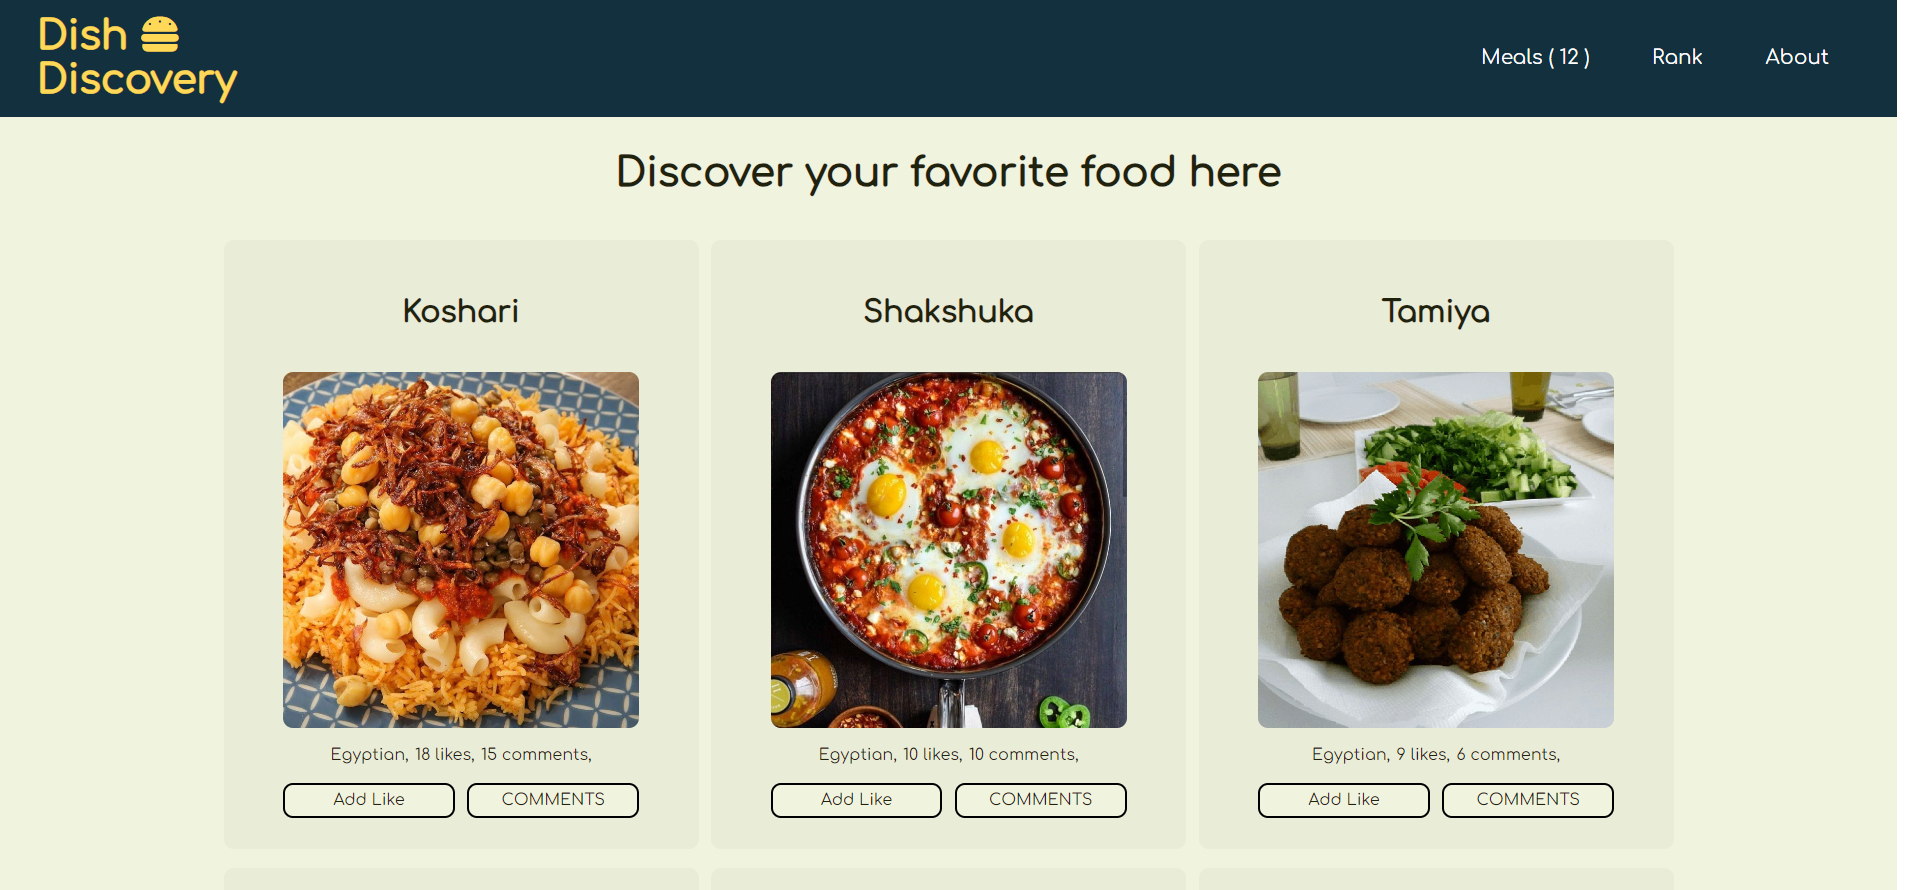 Dish
Discovery
Meals ( 12 )
Rank
About
Discover your favorite food here
Koshari
Shakshuka
Tamiya
Egyptian, 18 likes, 15 comments,
Egyptian, 10 likes, 10 comments,
Egyptian, 9 likes, 6 comments,
Add Like
COMMENTS
Add Like
COMMENTS
Add Like
COMMENTS